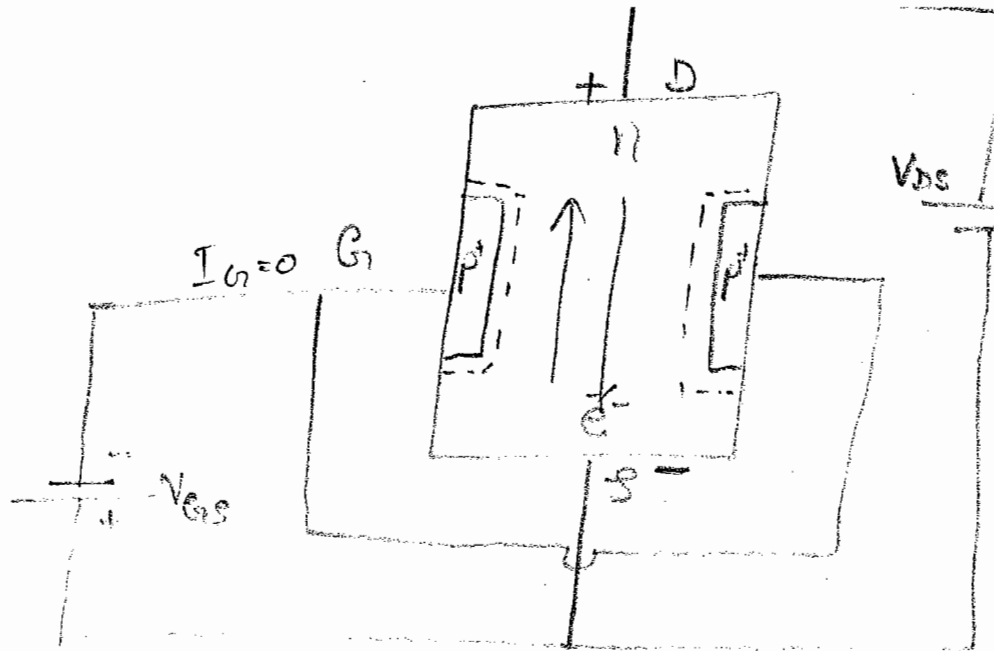 + D
n
VDS
IG=0 G
P+ P+
e-
S -
-
VGS
+